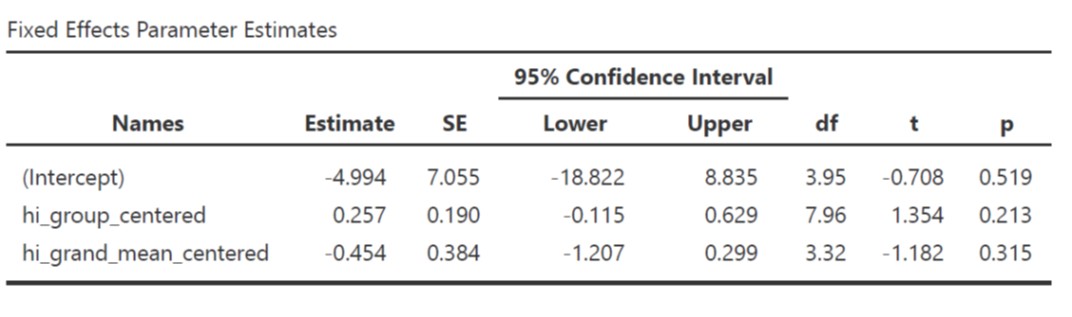 Fixed Effects Parameter Estimates
95% Confidence Interval
Names Estimate SE Lower Upper df t p
(Intercept) -4.994 7.055 -18.822 8.835 3.95 -0.708 0.519
hi_group_centered 0.257 0.190 -0.115 0.629 7.96 1.354 0.213
hi_grand_mean_centered -0.454 0.384 -1.207 0.299 3.32 -1.182 0.315